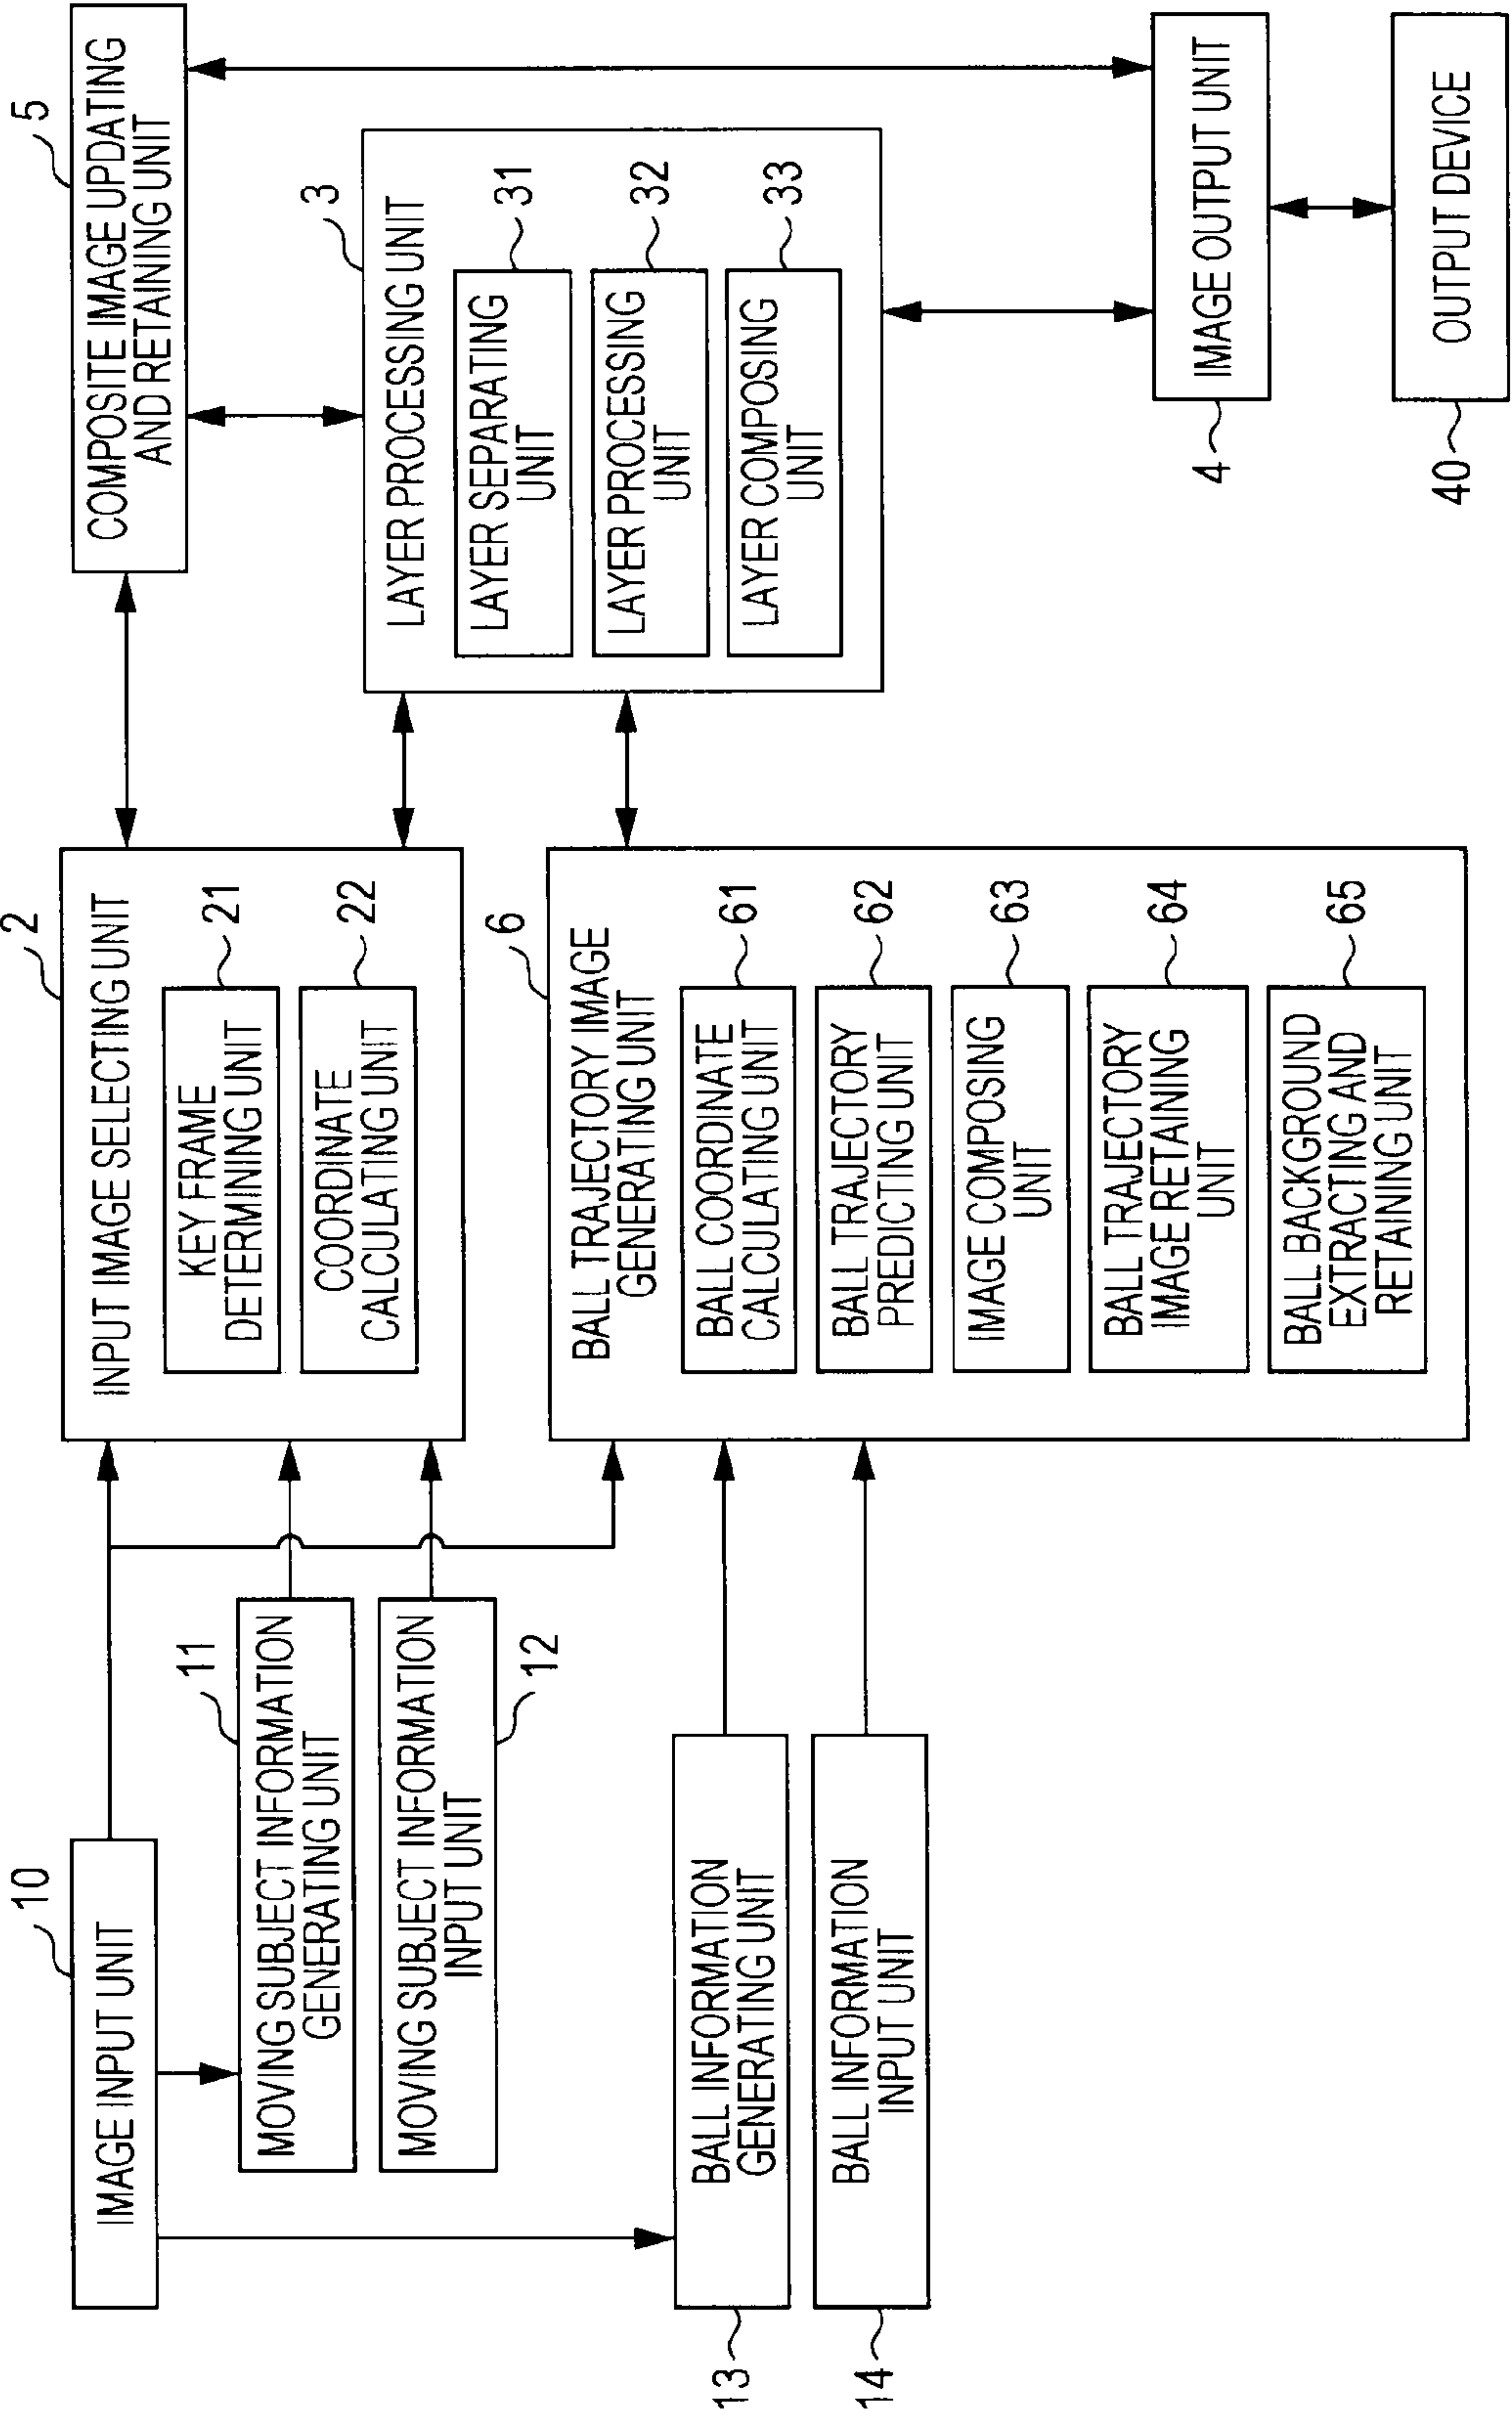 10
IMAGE INPUT UNIT
11
MOVING SUBJECT INFORMATION
GENERATING UNIT
MOVING SUBJECT INFORMATION
INPUT UNIT
12
BALL INFORMATION
GENERATING UNIT
13
BALL INFORMATION
INPUT UNIT
14
2
INPUT IMAGE SELECTING UNIT
KEY FRAME
DETERMINING UNIT
21
COORDINATE
CALCULATING UNIT
22
6
BALL TRAJECTORY IMAGE
GENERATING UNIT
BALL COORDINATE
CALCULATING UNIT
61
BALL TRAJECTORY
PREDICTING UNIT
62
IMAGE COMPOSING
UNIT
63
BALL TRAJECTORY
IMAGE RETAINING
UNIT
64
BALL BACKGROUND
EXTRACTING AND
RETAINING UNIT
65
5
COMPOSITE IMAGE UPDATING
AND RETAINING UNIT
3
LAYER PROCESSING UNIT
LAYER SEPARATING
UNIT
31
LAYER PROCESSING
UNIT
32
LAYER COMPOSING
UNIT
33
IMAGE OUTPUT UNIT
4
OUTPUT DEVICE
40